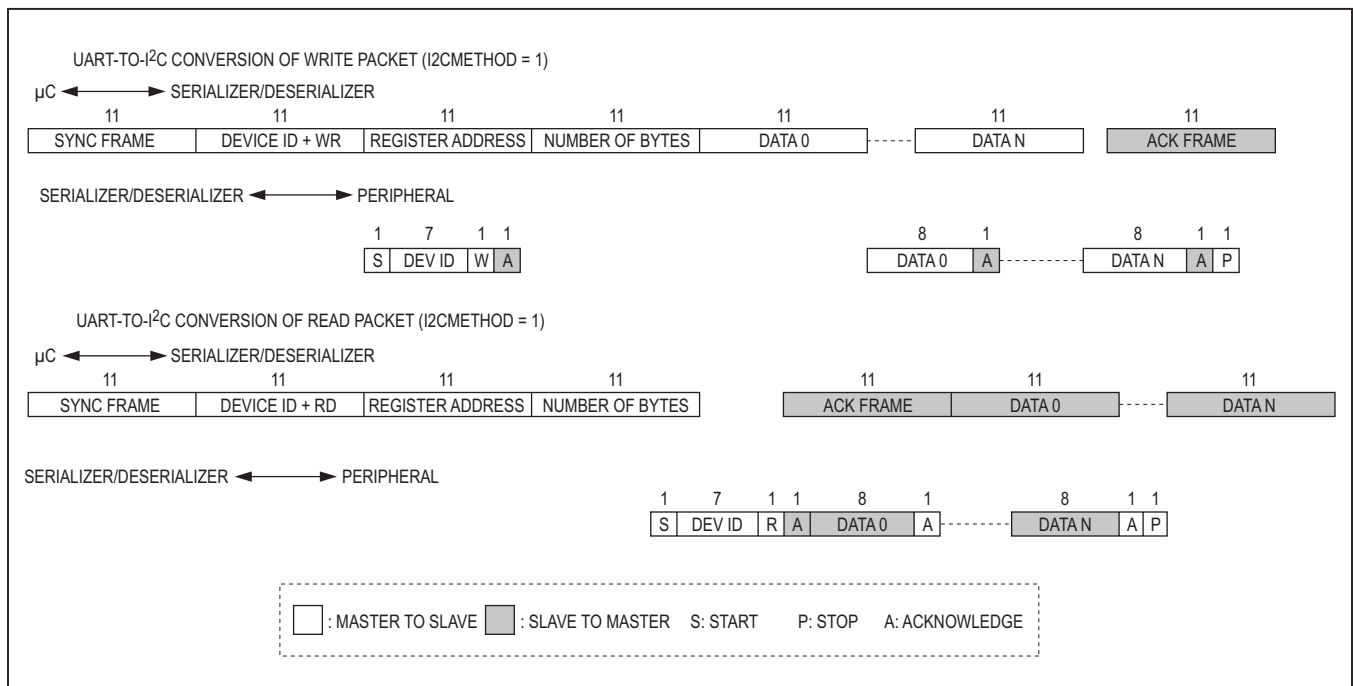 UART-TO-I2C CONVERSION OF WRITE PACKET (I2CMETHOD = 1)
µC SERIALIZER/DESERIALIZER
11 11 11 11 11 11 11
SYNC FRAME DEVICE ID + WR REGISTER ADDRESS NUMBER OF BYTES DATA 0 DATA N ACK FRAME
SERIALIZER/DESERIALIZER PERIPHERAL
1 7 1 1 8 1 8 1 1
S DEV ID W A DATA 0 A DATA N A P
UART-TO-I2C CONVERSION OF READ PACKET (I2CMETHOD = 1)
µC SERIALIZER/DESERIALIZER
11 11 11 11 11 11 11
SYNC FRAME DEVICE ID + RD REGISTER ADDRESS NUMBER OF BYTES ACK FRAME DATA 0 DATA N
SERIALIZER/DESERIALIZER PERIPHERAL
1 7 1 1 8 1 8 1 1
S DEV ID R A DATA 0 A DATA N A P
: MASTER TO SLAVE : SLAVE TO MASTER S: START P: STOP A: ACKNOWLEDGE